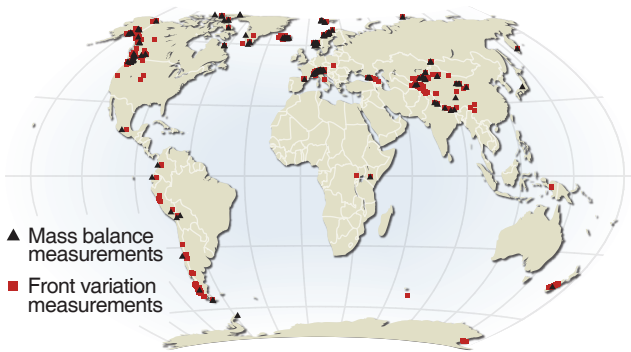 Mass balance
measurements
Front variation
measurements